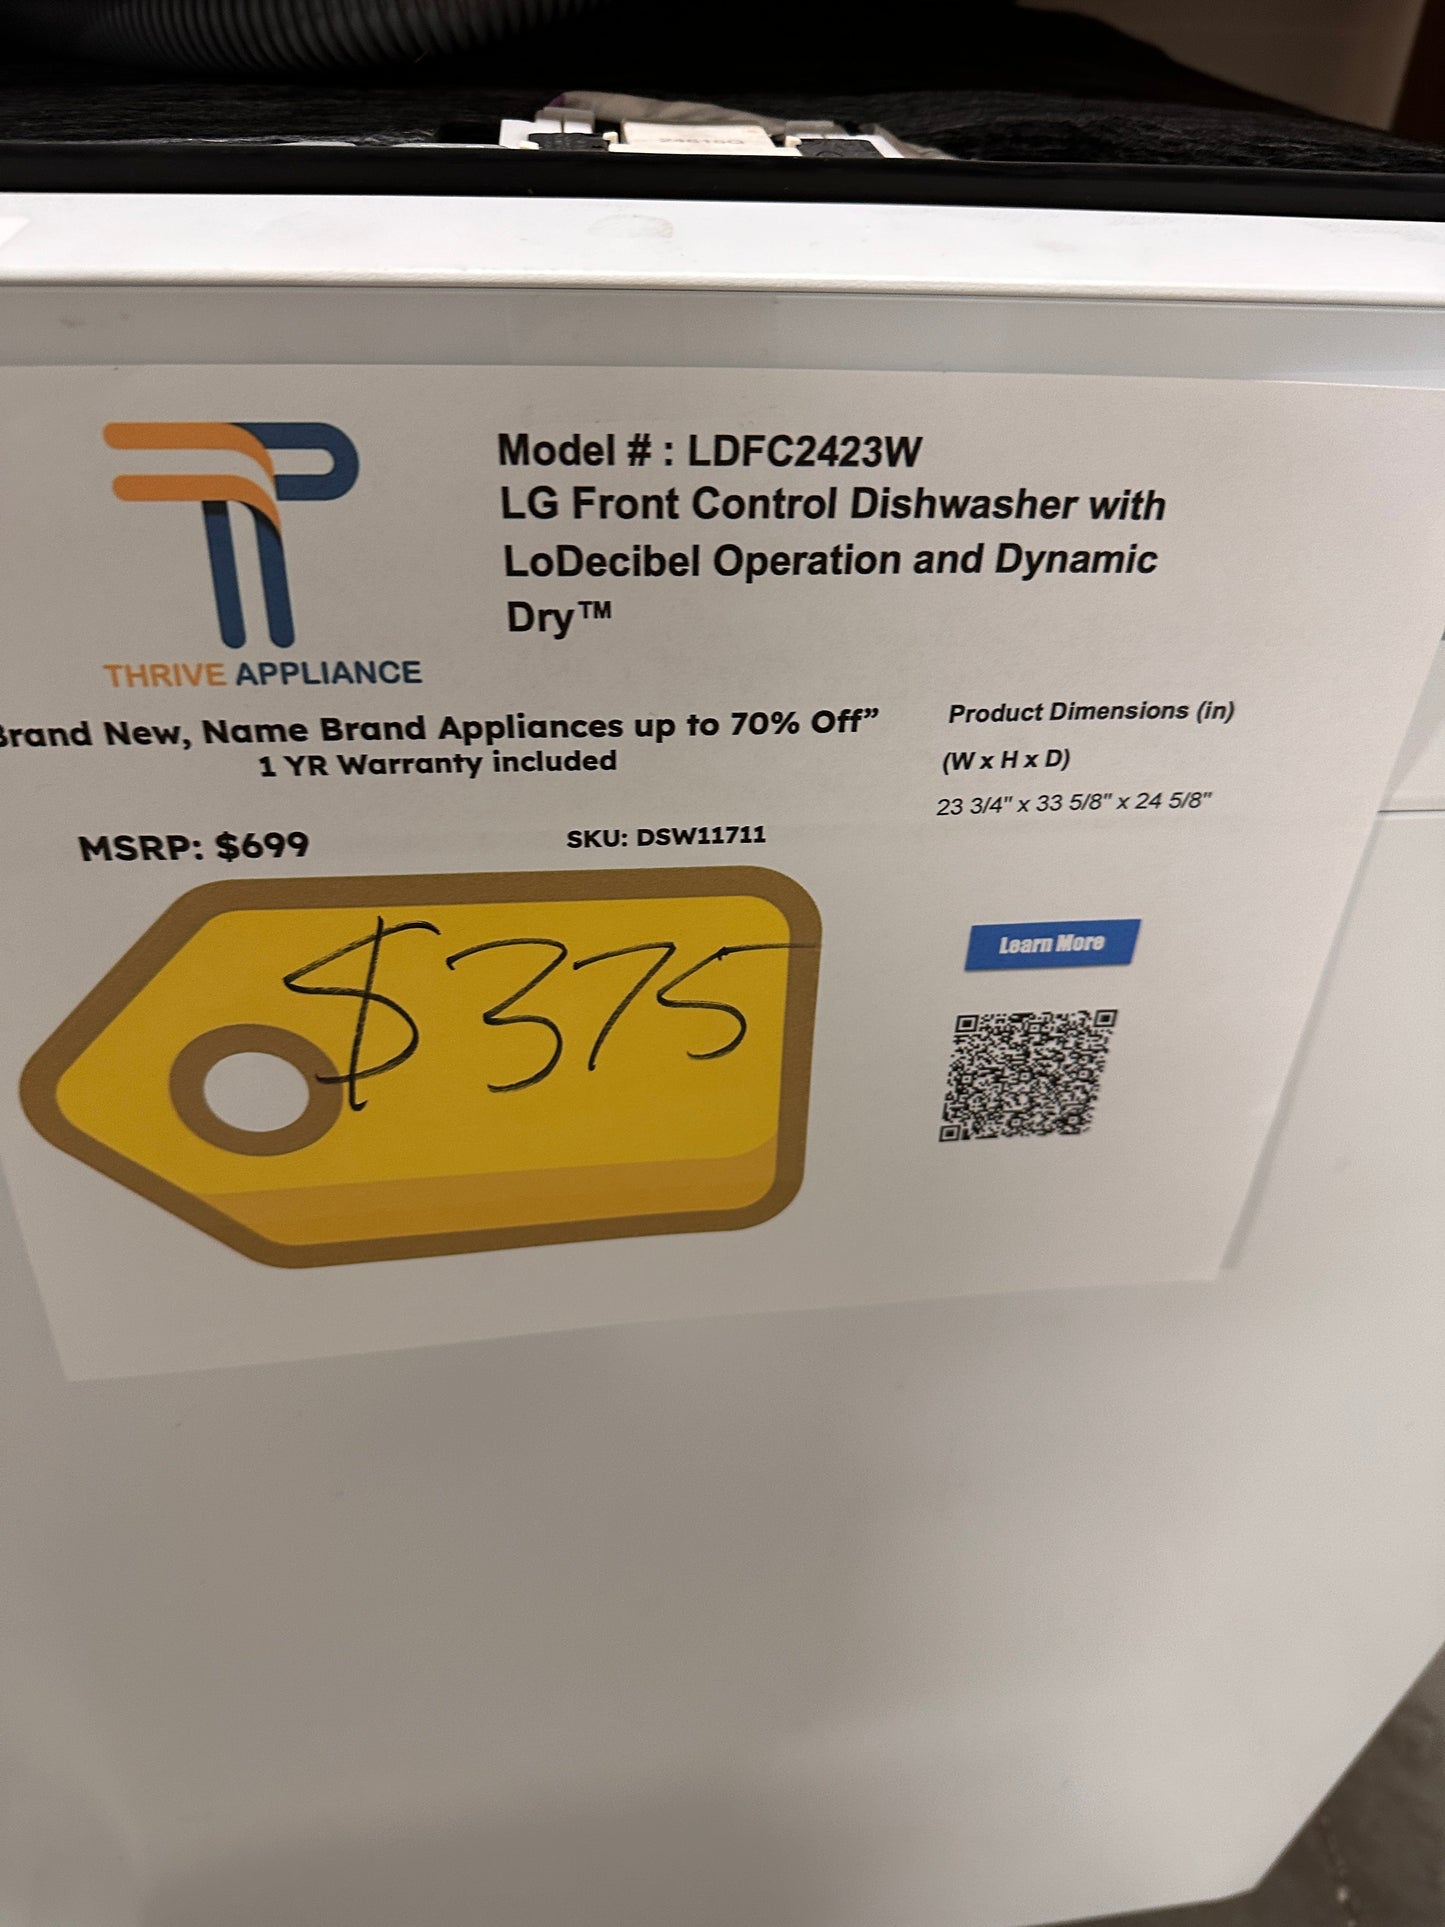 Model # : LDFC2423W
LG Front Control Dishwasher with
LoDecibel Operation and Dynamic
Dry™
THRIVE APPLIANCE
Brand New, Name Brand Appliances up to 70% Off”
1 YR Warranty included
Product Dimensions (in)
(W x H x D)
23 3/4" x 33 5/8" x 24 5/8"
MSRP: $699
SKU: DSW11711
$375
Learn More